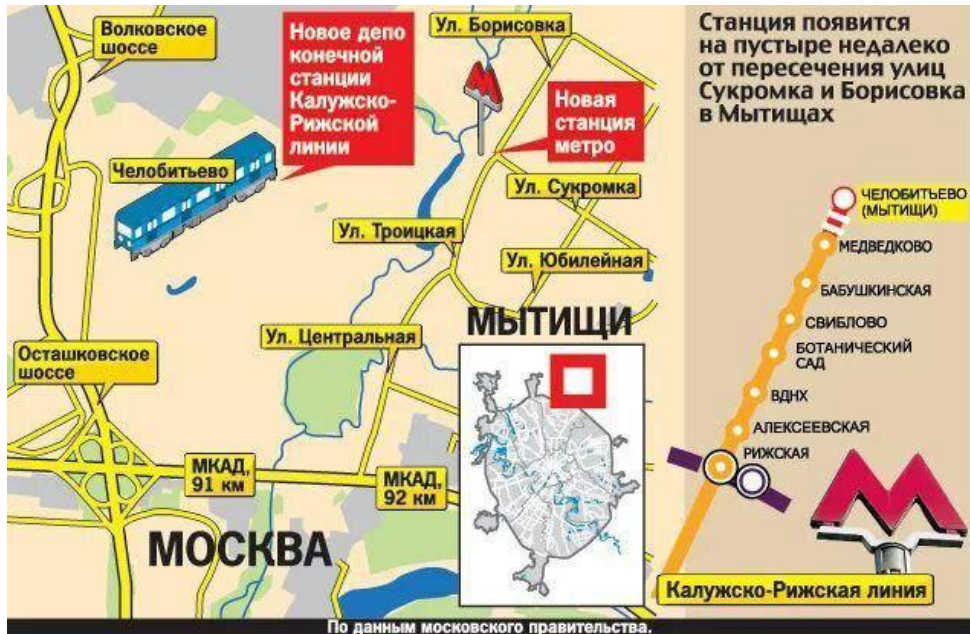 Волковское
шоссе
Новое депо
конечной
станции
Калужско-
Рижской
линии
Ул. Борисовка
М
Новая
станция
метро
Челобитьево
Ул. Сукромка
Ул. Троицкая
Ул. Юбилейная
МЫТИЩИ
Ул. Центральная
Осташковское
шоссе
МКАД,
91 км
МКАД,
92 км
МОСКВА
Станция появится
на пустыре недалеко
от пересечения улиц
Сукромка и Борисовка
в Мытищах
ЧЕЛОБИТЬЕВО
(МЫТИЩИ)
МЕДВЕДКОВО
БАБУШКИНСКАЯ
СВИБЛОВО
БОТАНИЧЕСКИЙ
САД
ВДНХ
АЛЕКСЕЕВСКАЯ
РИЖСКАЯ
М
Калужско-Рижская линия
По данным московского правительства.